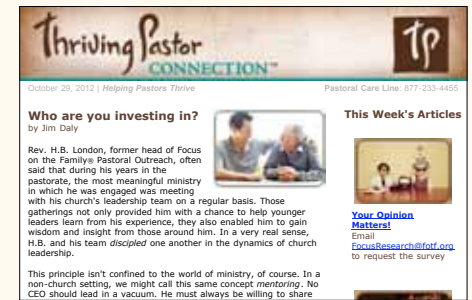 Thriving Pastor
CONNECTION™
TP
October 29, 2012 | Helping Pastors Thrive
Pastoral Care Line: 877-233-4455
Who are you investing in?
by Jim Daly
Rev. H.B. London, former head of Focus
on the Family® Pastoral Outreach, often
said that during his years in the
pastorate, the most meaningful ministry
in which he was engaged was meeting
with his church's leadership team on a regular basis. Those
gatherings not only provided him with a chance to help younger
leaders learn from his experience, they also enabled him to gain
wisdom and insight from those around him. In a very real sense,
H.B. and his team discipled one another in the dynamics of church
leadership.
This principle isn't confined to the world of ministry, of course. In a
non-church setting, we might call this same concept mentoring. No
CEO should lead in a vacuum. He must always be willing to share
This Week's Articles
Your Opinion
Matters!
Email
FocusResearch@fotf.org
to request the survey